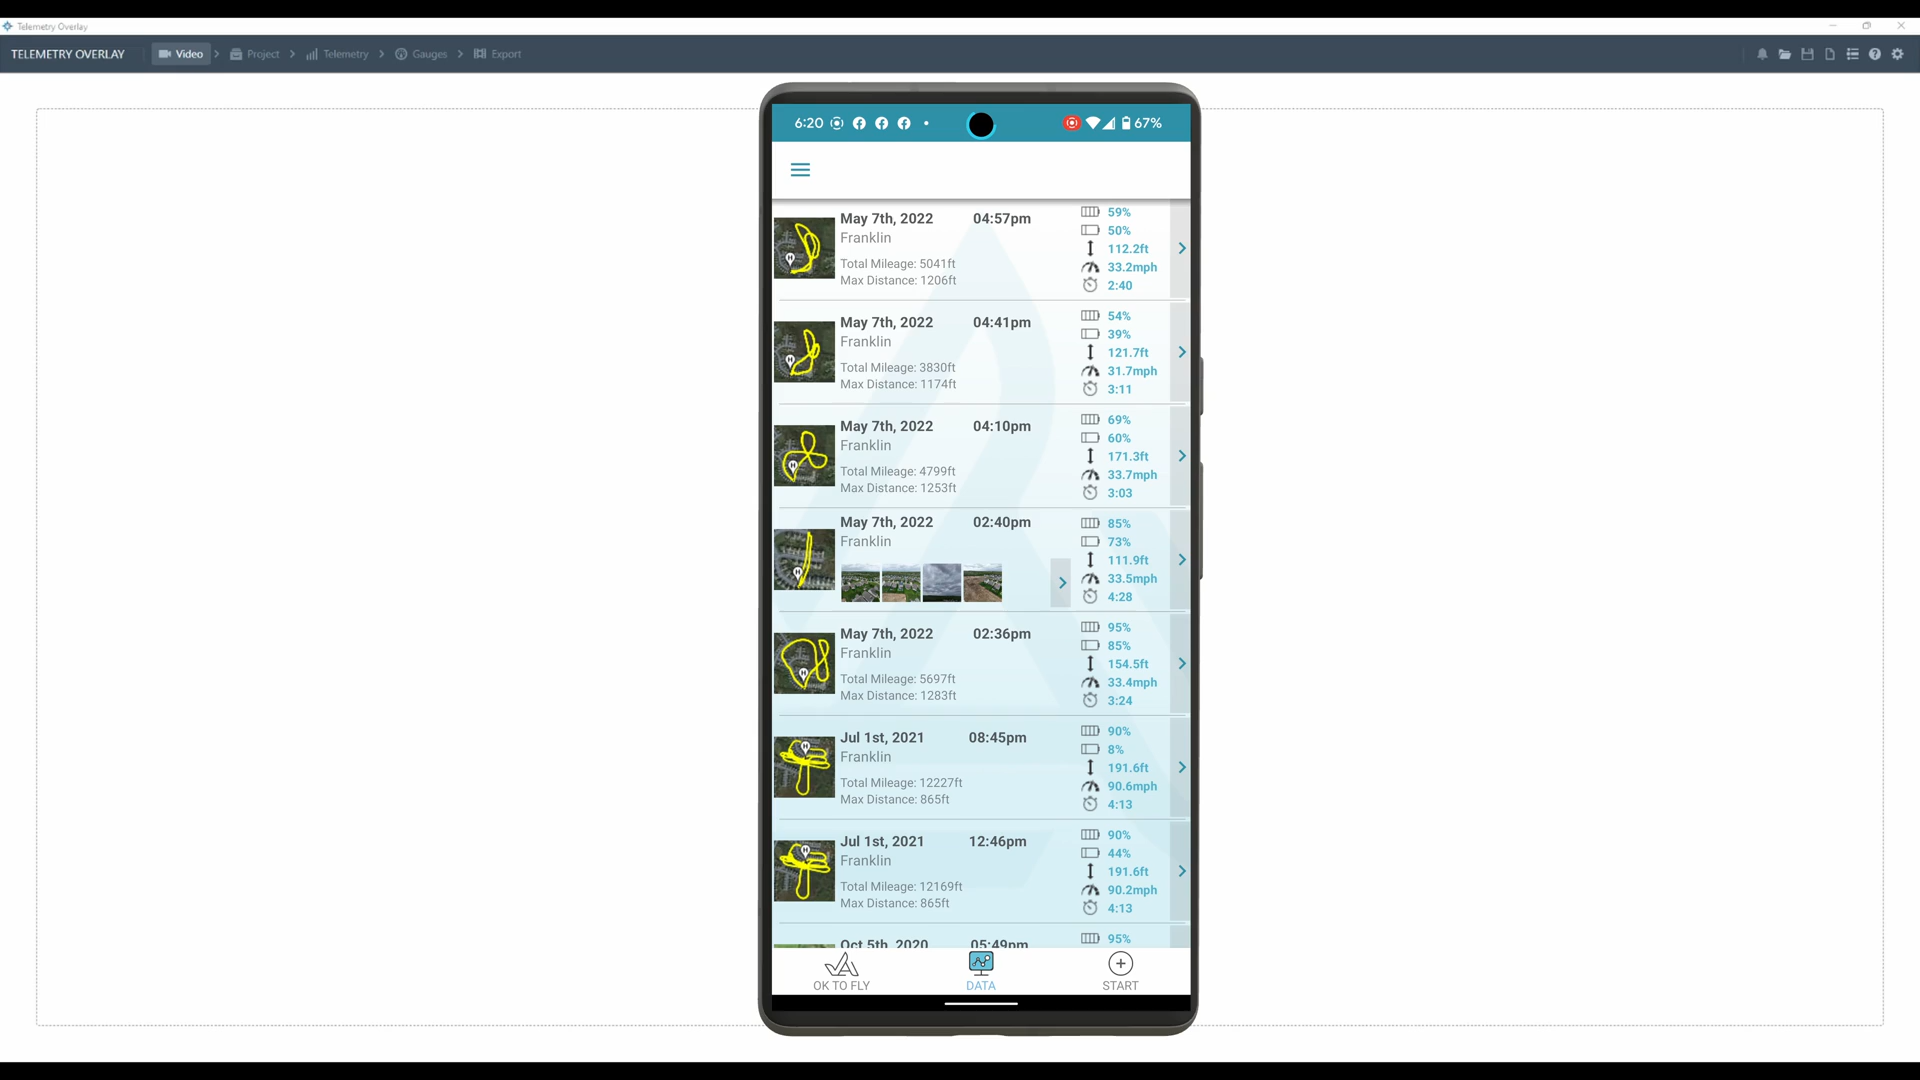 Telemetry Overlay
TELEMETRY OVERLAY
Video
Project
Telemetry
Gauges
Export
6:20
67%
May 7th, 2022 04:57pm
Franklin
Total Mileage: 5041ft
Max Distance: 1206ft
59%
50%
112.2ft
33.2mph
2:40
May 7th, 2022 04:41pm
Franklin
Total Mileage: 3830ft
Max Distance: 1174ft
54%
39%
121.7ft
31.7mph
3:11
May 7th, 2022 04:10pm
Franklin
Total Mileage: 4799ft
Max Distance: 1253ft
69%
60%
171.3ft
33.7mph
3:03
May 7th, 2022 02:40pm
Franklin
85%
73%
111.9ft
33.5mph
4:28
May 7th, 2022 02:36pm
Franklin
Total Mileage: 5697ft
Max Distance: 1283ft
95%
85%
154.5ft
33.4mph
3:24
Jul 1st, 2021 08:45pm
Franklin
Total Mileage: 12227ft
Max Distance: 865ft
90%
8%
191.6ft
90.6mph
4:13
Jul 1st, 2021 12:46pm
Franklin
Total Mileage: 12169ft
Max Distance: 865ft
90%
44%
191.6ft
90.2mph
4:13
Oct 5th, 2020 05:49pm
95%
OK TO FLY
DATA
START